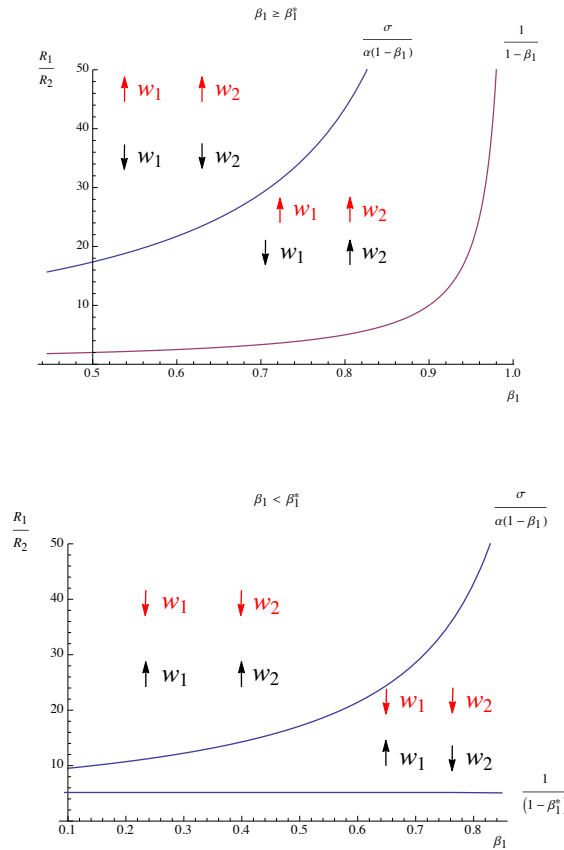 β₁ ≥ β₁*
R₁/R₂
σ/α(1−β₁)
1/1−β₁
50
↑ w₁ ↑ w₂
40
↓ w₁ ↓ w₂
30
↑ w₁ ↑ w₂
20
↓ w₁ ↑ w₂
10
0.5 0.6 0.7 0.8 0.9 1.0
β₁
β₁ < β₁*
R₁/R₂
σ/α(1−β₁)
50
40
↓ w₁ ↓ w₂
30
↑ w₁ ↑ w₂
↓ w₁ ↓ w₂
20
↑ w₁ ↓ w₂
10
1/(1−β₁*)
0.1 0.2 0.3 0.4 0.5 0.6 0.7 0.8
β₁